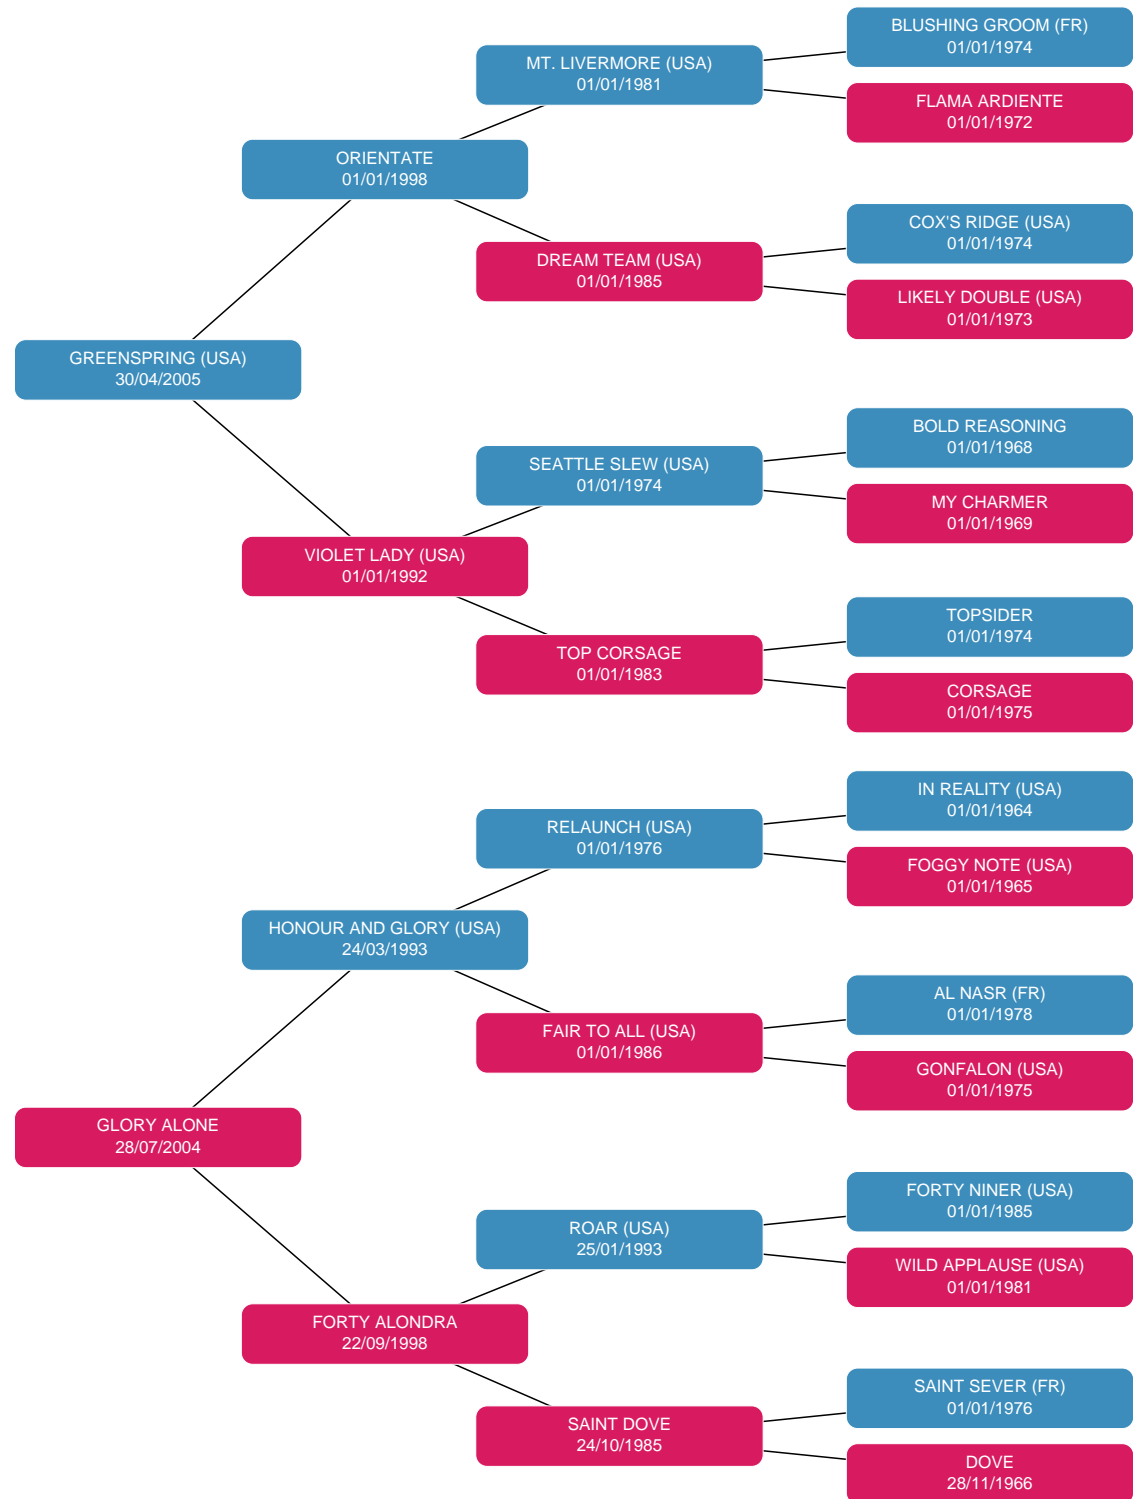 BLUSHING GROOM (FR)
01/01/1974
MT. LIVERMORE (USA)
01/01/1981
FLAMA ARDIENTE
01/01/1972
ORIENTATE
01/01/1998
COX'S RIDGE (USA)
01/01/1974
DREAM TEAM (USA)
01/01/1985
LIKELY DOUBLE (USA)
01/01/1973
GREENSPRING (USA)
30/04/2005
BOLD REASONING
01/01/1968
SEATTLE SLEW (USA)
01/01/1974
MY CHARMER
01/01/1969
VIOLET LADY (USA)
01/01/1992
TOPSIDER
01/01/1974
TOP CORSAGE
01/01/1983
CORSAGE
01/01/1975
IN REALITY (USA)
01/01/1964
RELAUNCH (USA)
01/01/1976
FOGGY NOTE (USA)
01/01/1965
HONOUR AND GLORY (USA)
24/03/1993
AL NASR (FR)
01/01/1978
FAIR TO ALL (USA)
01/01/1986
GONFALON (USA)
01/01/1975
GLORY ALONE
28/07/2004
FORTY NINER (USA)
01/01/1985
ROAR (USA)
25/01/1993
WILD APPLAUSE (USA)
01/01/1981
FORTY ALONDRA
22/09/1998
SAINT SEVER (FR)
01/01/1976
SAINT DOVE
24/10/1985
DOVE
28/11/1966